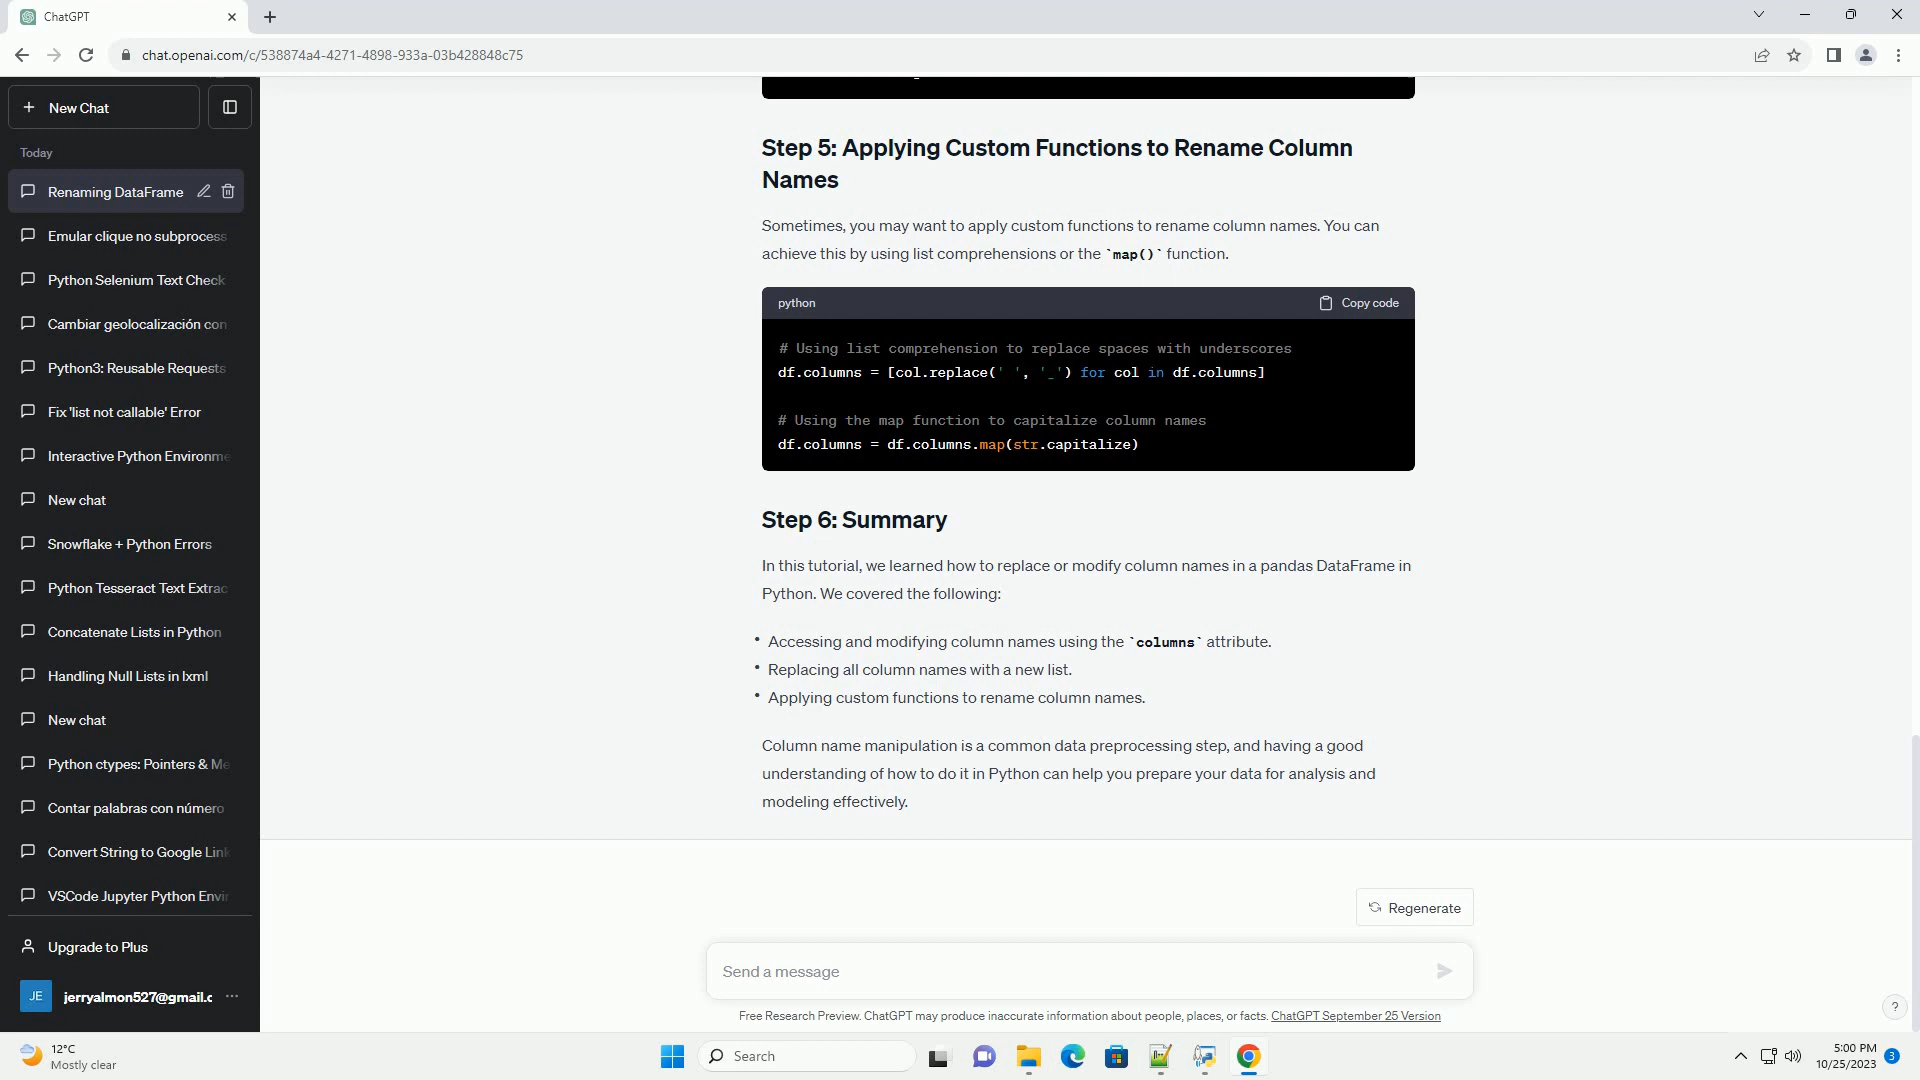 ChatGPT
chat.openai.com/c/538874a4-4271-4898-933a-03b428848c75
New Chat
Today
Renaming DataFrame
Emular clique no subprocess
Python Selenium Text Check
Cambiar geolocalización con
Python3: Reusable Requests
Fix 'list not callable' Error
Interactive Python Environme
New chat
Snowflake + Python Errors
Python Tesseract Text Extrac
Concatenate Lists in Python
Handling Null Lists in lxml
New chat
Python ctypes: Pointers & Me
Contar palabras con número
Convert String to Google Link
VSCode Jupyter Python Envir
Upgrade to Plus
JE
jerryalmon527@gmail.c
Step 5: Applying Custom Functions to Rename Column
Names
Sometimes, you may want to apply custom functions to rename column names. You can
achieve this by using list comprehensions or the `map()` function.
python
Copy code
# Using list comprehension to replace spaces with underscores
df.columns = [col.replace(' ', '_') for col in df.columns]
# Using the map function to capitalize column names
df.columns = df.columns.map(str.capitalize)
Step 6: Summary
In this tutorial, we learned how to replace or modify column names in a pandas DataFrame in
Python. We covered the following:
• Accessing and modifying column names using the `columns` attribute.
• Replacing all column names with a new list.
• Applying custom functions to rename column names.
Column name manipulation is a common data preprocessing step, and having a good
understanding of how to do it in Python can help you prepare your data for analysis and
modeling effectively.
Regenerate
Send a message
Free Research Preview. ChatGPT may produce inaccurate information about people, places, or facts. ChatGPT September 25 Version
?
12°C
Mostly clear
Search
5:00 PM
10/25/2023
3